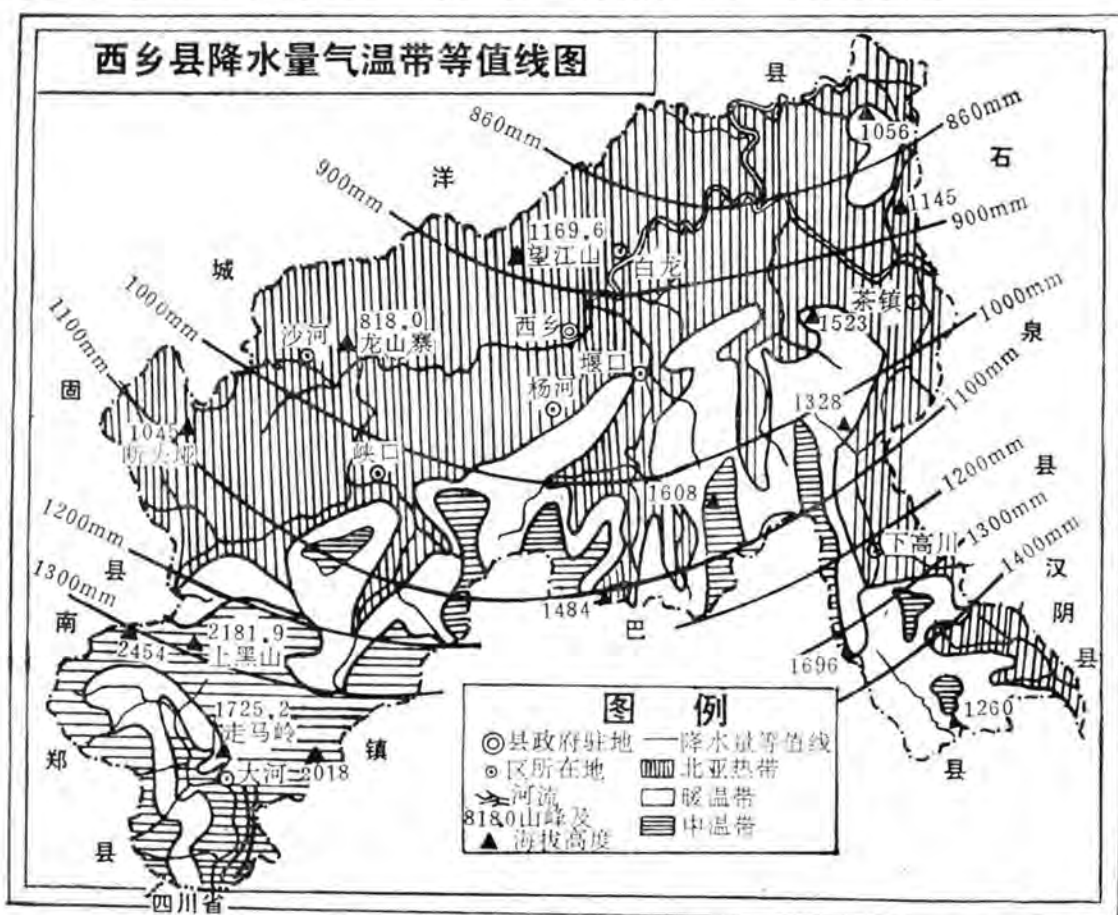 西乡县降水量气温带等值线图
县
860mm
860mm
1056
石
洋
900mm
1145
900mm
1169.6
望江山
白龙
城
1000mm
1100mm
茶镇
1000mm
818.0
龙山寨
沙河
西乡
1523
泉
堰口
固
杨河
1100mm
1328
1045
断头垭
峡口
1200mm
1608
县
1200mm
1300mm
1300mm
1400mm
下高川
县
1484
巴
汉
阴
县
南
2454
2181.9
上黑山
1696
1725.2
走马岭
镇
1260
郑
大河
2018
县
县
四川省
图 例
县政府驻地
降水量等值线
区所在地
北亚热带
河流
暖温带
818.0山峰及
海拔高度
中温带